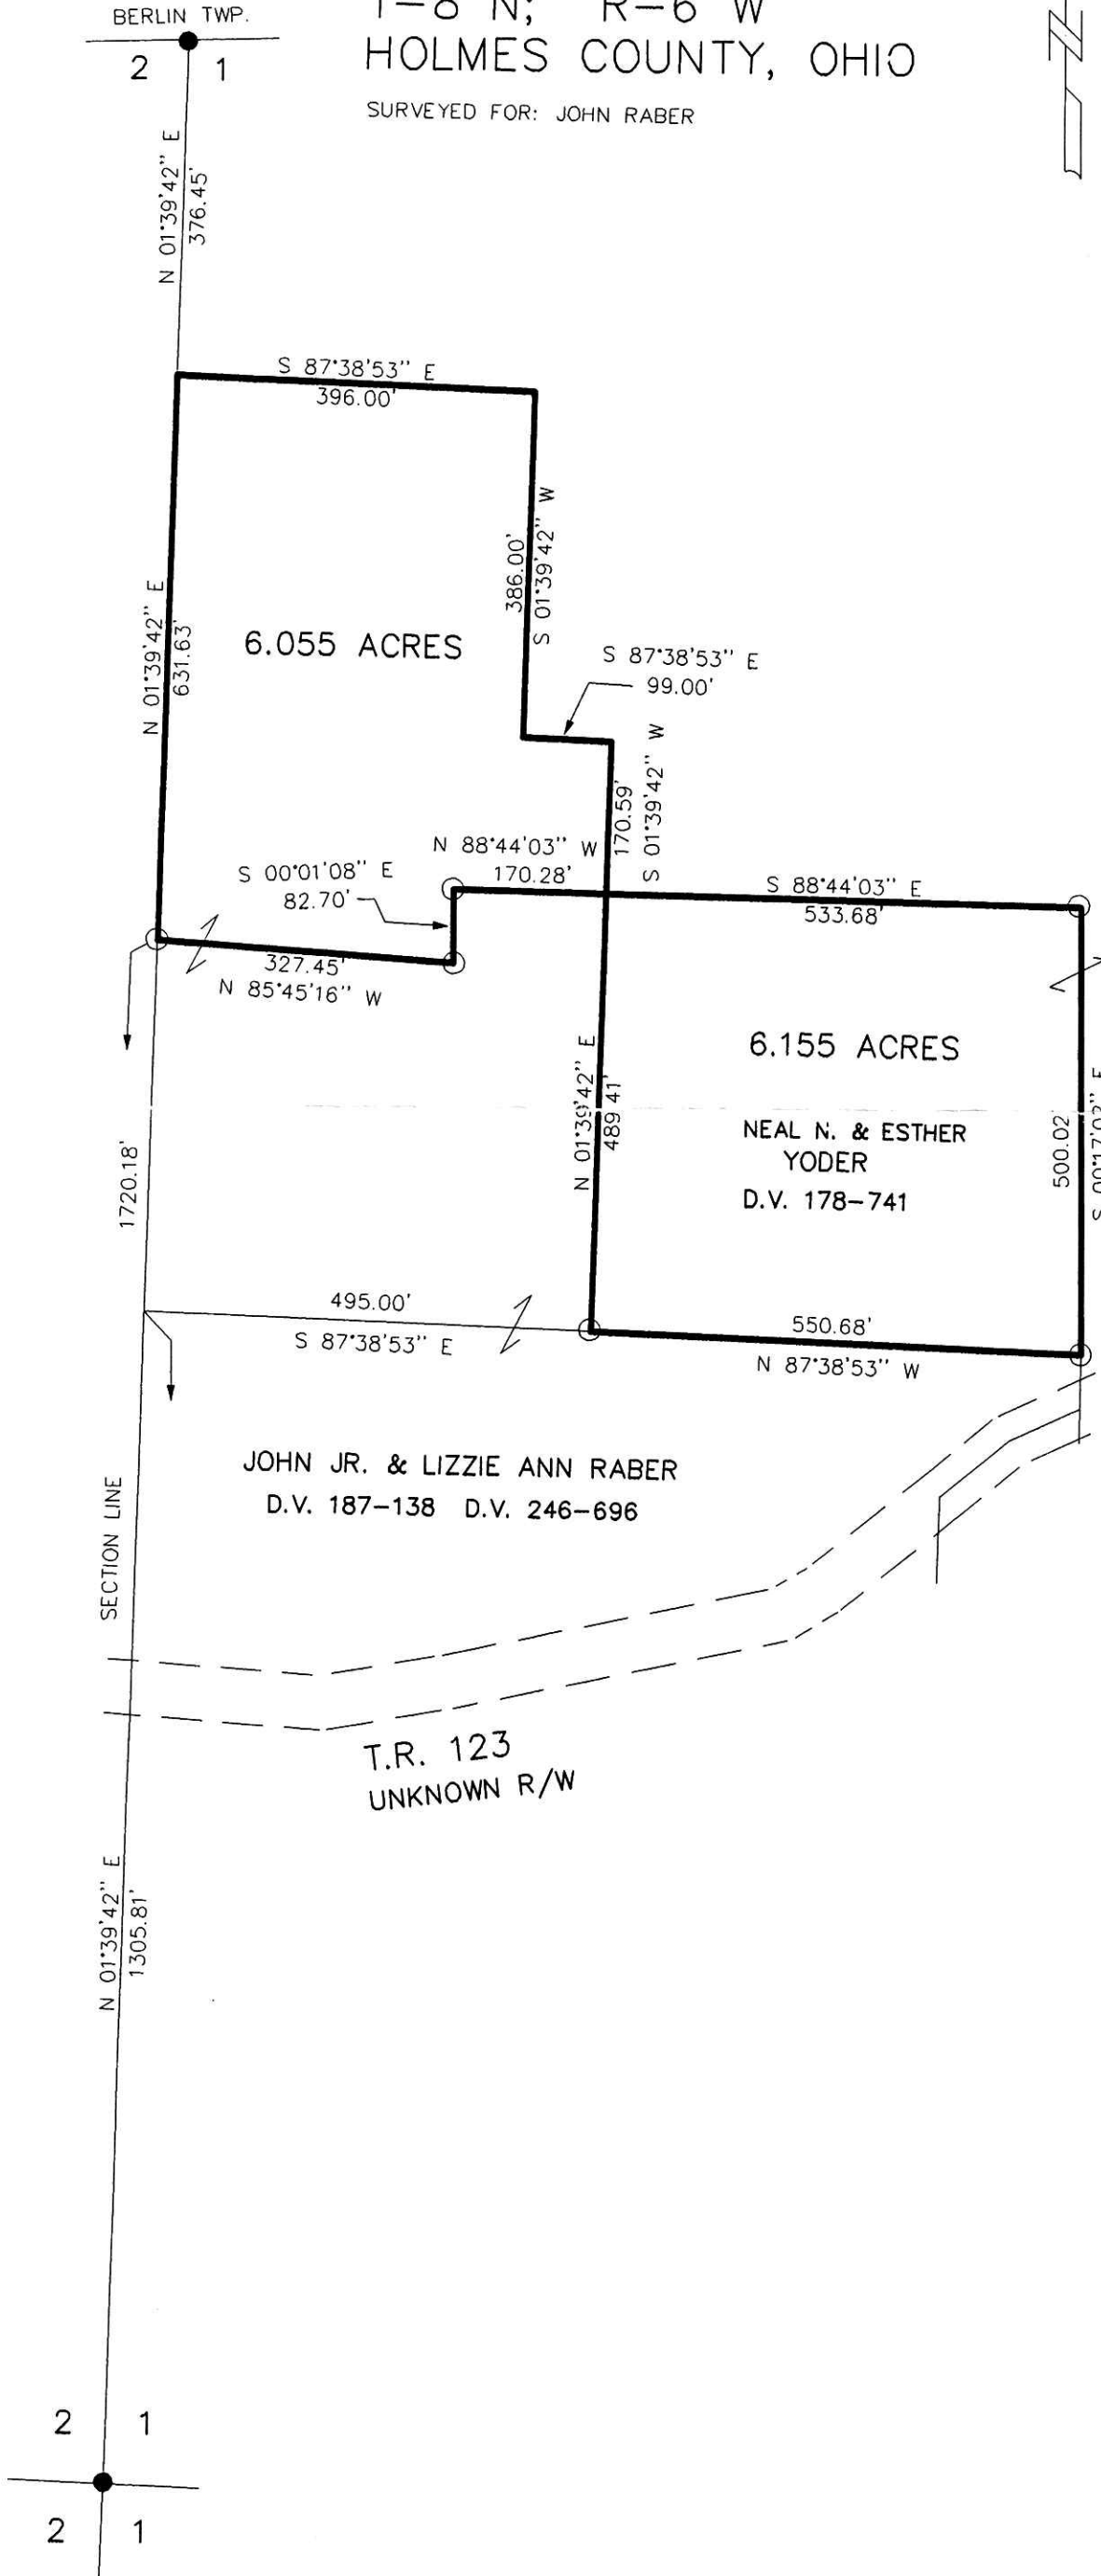 BERLIN TWP.
T-8 N; R-6 W
HOLMES COUNTY, OHIO
SURVEYED FOR: JOHN RABER
2 1
N 01°39'42" E
376.45'
S 87°38'53" E
396.00'
386.00'
S 01°39'42" W
N 01°39'42" E
631.63'
6.055 ACRES
S 87°38'53" E
99.00'
170.59'
S 01°39'42" W
N 88°44'03" W
170.28'
S 00°01'08" E
82.70'
S 88°44'03" E
533.68'
327.45'
N 85°45'16" W
6.155 ACRES
NEAL N. & ESTHER
YODER
D.V. 178-741
N 01°39'42" E
489.41'
500.02
S 00°17'02" E
1720.18'
495.00'
S 87°38'53" E
550.68'
N 87°38'53" W
JOHN JR. & LIZZIE ANN RABER
D.V. 187-138 D.V. 246-696
SECTION LINE
T.R. 123
UNKNOWN R/W
N 01°39'42" E
1305.81'
2 1
2 1